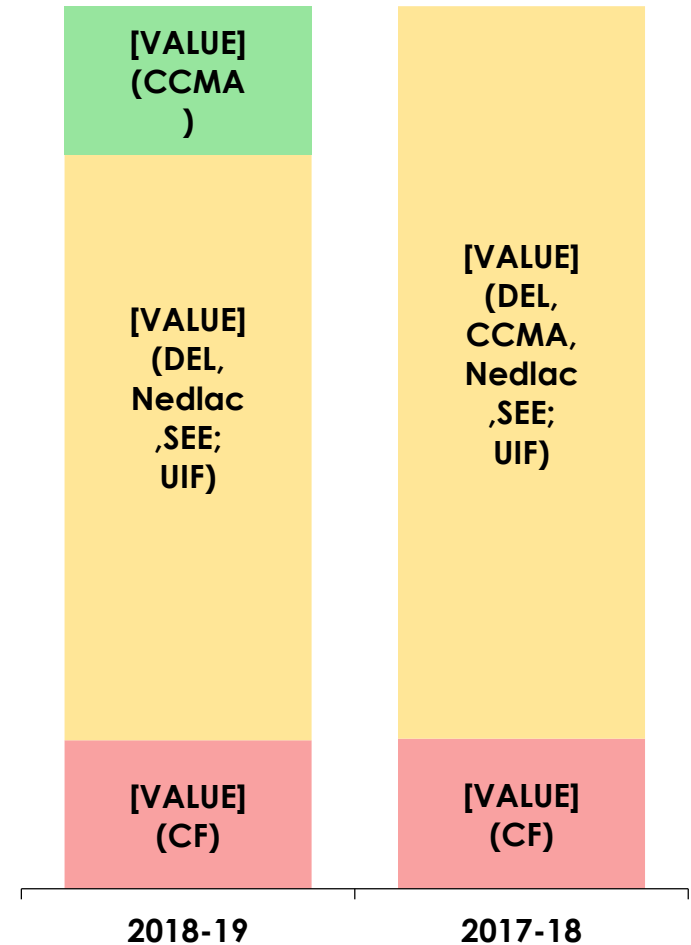 [VALUE]
(CCMA
)
[VALUE]
(DEL,
Nedlac
,SEE;
UIF)
[VALUE]
(CF)
[VALUE]
(DEL,
CCMA,
Nedlac
,SEE;
UIF)
[VALUE]
(CF)
2018-19
2017-18